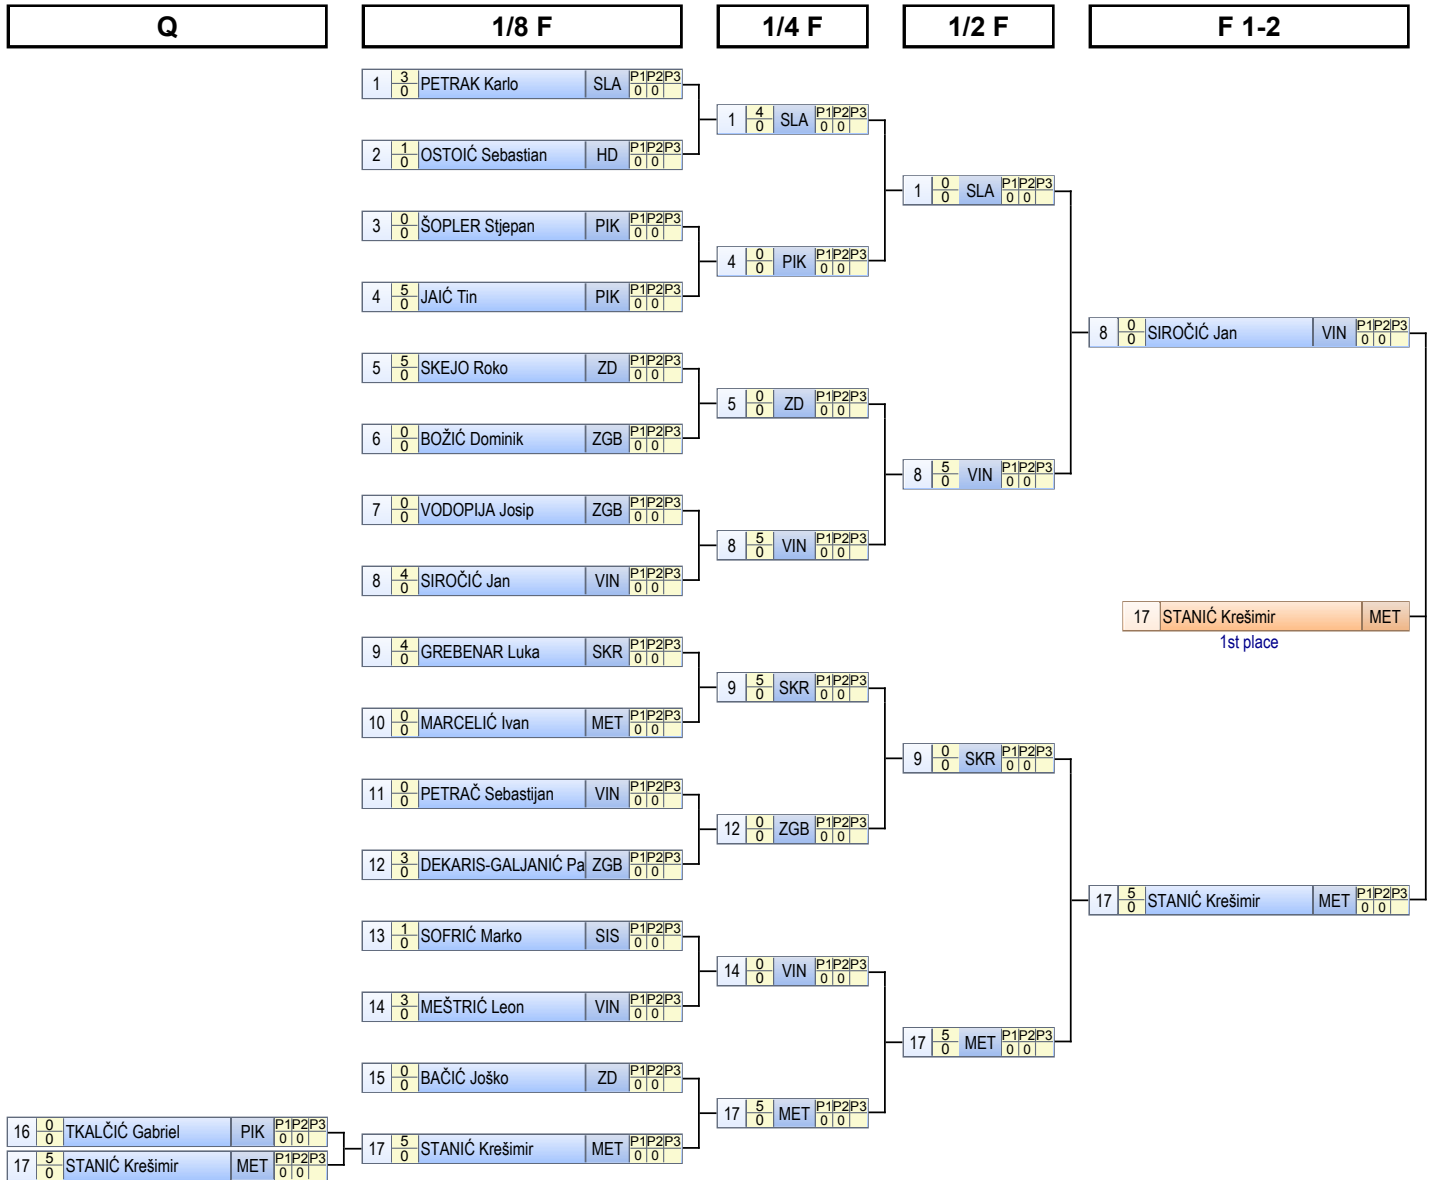 Q 1/8 F 1/4 F 1/2 F F 1-2
1 3 0 PETRAK Karlo SLA P1 P2 P3 0 0
1 4 0 SLA P1 P2 P3 0 0
2 1 0 OSTOIĆ Sebastian HD P1 P2 P3 0 0
1 0 0 SLA P1 P2 P3 0 0
3 0 0 ŠOPLER Stjepan PIK P1 P2 P3 0 0
4 0 0 PIK P1 P2 P3 0 0
4 5 0 JAIĆ Tin PIK P1 P2 P3 0 0
8 0 0 SIROČIĆ Jan VIN P1 P2 P3 0 0
5 5 0 SKEJO Roko ZD P1 P2 P3 0 0
5 0 0 ZD P1 P2 P3 0 0
6 0 0 BOŽIĆ Dominik ZGB P1 P2 P3 0 0
8 5 0 VIN P1 P2 P3 0 0
7 0 0 VODOPIJA Josip ZGB P1 P2 P3 0 0
8 5 0 VIN P1 P2 P3 0 0
8 4 0 SIROČIĆ Jan VIN P1 P2 P3 0 0
17 STANIĆ Krešimir MET
1st place
9 4 0 GREBENAR Luka SKR P1 P2 P3 0 0
9 5 0 SKR P1 P2 P3 0 0
10 0 0 MARCELIĆ Ivan MET P1 P2 P3 0 0
9 0 0 SKR P1 P2 P3 0 0
11 0 0 PETRAČ Sebastijan VIN P1 P2 P3 0 0
12 0 0 ZGB P1 P2 P3 0 0
12 3 0 DEKARIS-GALJANIĆ Pa ZGB P1 P2 P3 0 0
17 5 0 STANIĆ Krešimir MET P1 P2 P3 0 0
13 1 0 SOFRIĆ Marko SIS P1 P2 P3 0 0
14 0 0 VIN P1 P2 P3 0 0
14 3 0 MEŠTRIĆ Leon VIN P1 P2 P3 0 0
17 5 0 MET P1 P2 P3 0 0
15 0 0 BAČIĆ Joško ZD P1 P2 P3 0 0
17 5 0 MET P1 P2 P3 0 0
16 0 0 TKALČIĆ Gabriel PIK P1 P2 P3 0 0
17 5 0 STANIĆ Krešimir MET P1 P2 P3 0 0
17 5 0 STANIĆ Krešimir MET P1 P2 P3 0 0